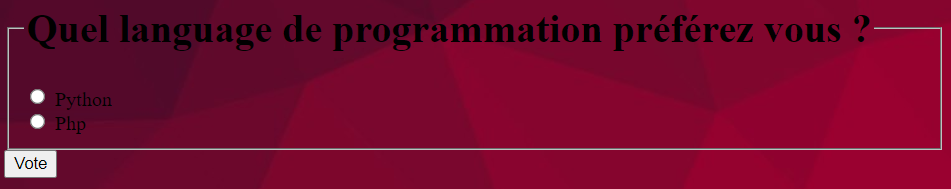 Quel language de programmation préférez vous ?
Python
Php
Vote